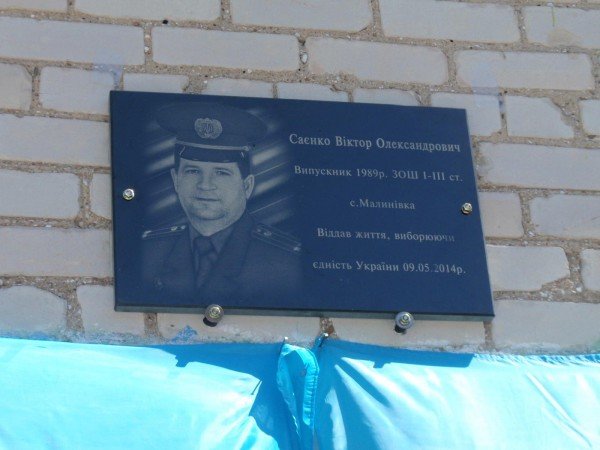 Саєнко Віктор Олександрович
Випускник 1989р. ЗОШ І-ІІІ ст.
с.Малинівка
Віддав життя, виборюючи
єдність України 09.05.2014р.